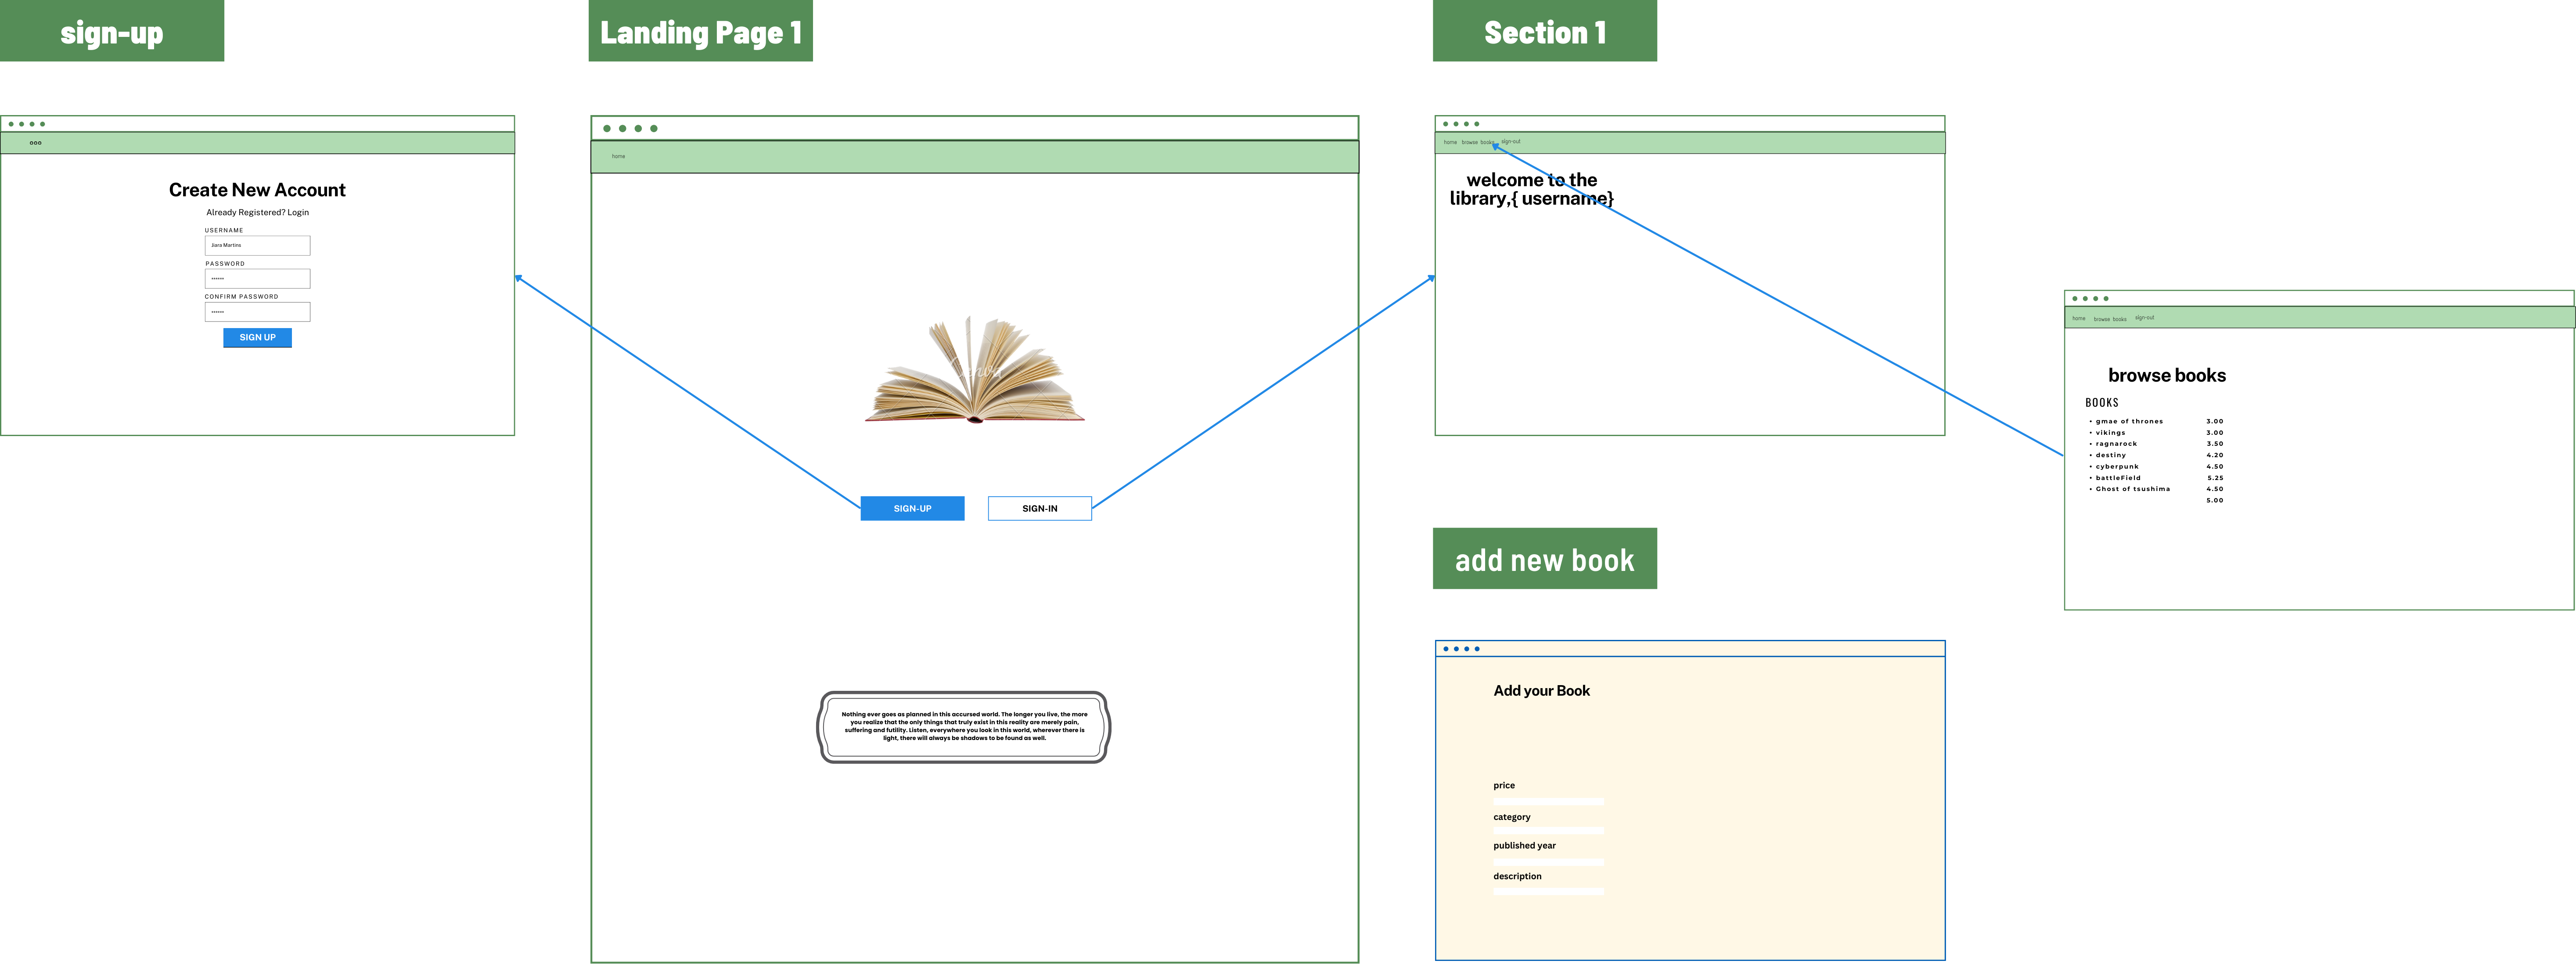 sign-up
Landing Page 1
Section 1
ooo
Create New Account
Already Registered? Login
USERNAME
Jiara Martins
PASSWORD
******
CONFIRM PASSWORD
******
SIGN UP
home
SIGN-UP
SIGN-IN
Nothing ever goes as planned in this accursed world. The longer you live, the more
you realize that the only things that truly exist in this reality are merely pain,
suffering and futility. Listen, everywhere you look in this world, wherever there is
light, there will always be shadows to be found as well.
home browse books sign-out
welcome to the
library,{ username}
add new book
Add your Book
price
category
published year
description
home browse books sign-out
browse books
BOOKS
• gmae of thrones 3.00
• vikings 3.00
• ragnarock 3.50
• destiny 4.20
• cyberpunk 4.50
• battleField 5.25
• Ghost of tsushima 4.50
5.00